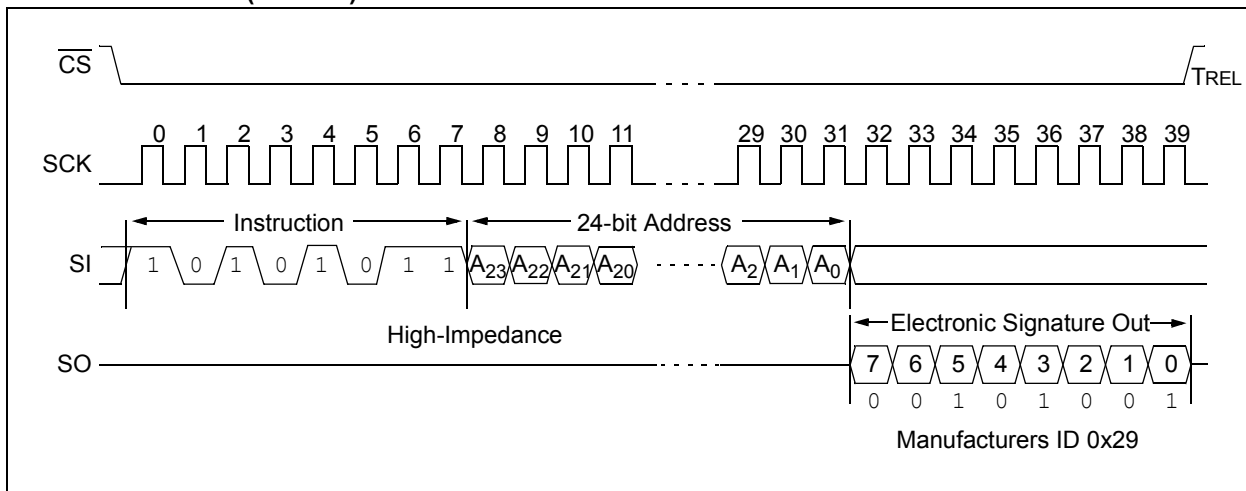 CS
TREL
0 1 2 3 4 5 6 7 8 9 10 11 29 30 31 32 33 34 35 36 37 38 39
SCK
Instruction 24-bit Address
SI 1 0 1 0 1 0 1 1 A23 A22 A21 A20 A2 A1 A0
Electronic Signature Out
High-Impedance
SO 7 6 5 4 3 2 1 0
0 0 1 0 1 0 0 1
Manufacturers ID 0x29